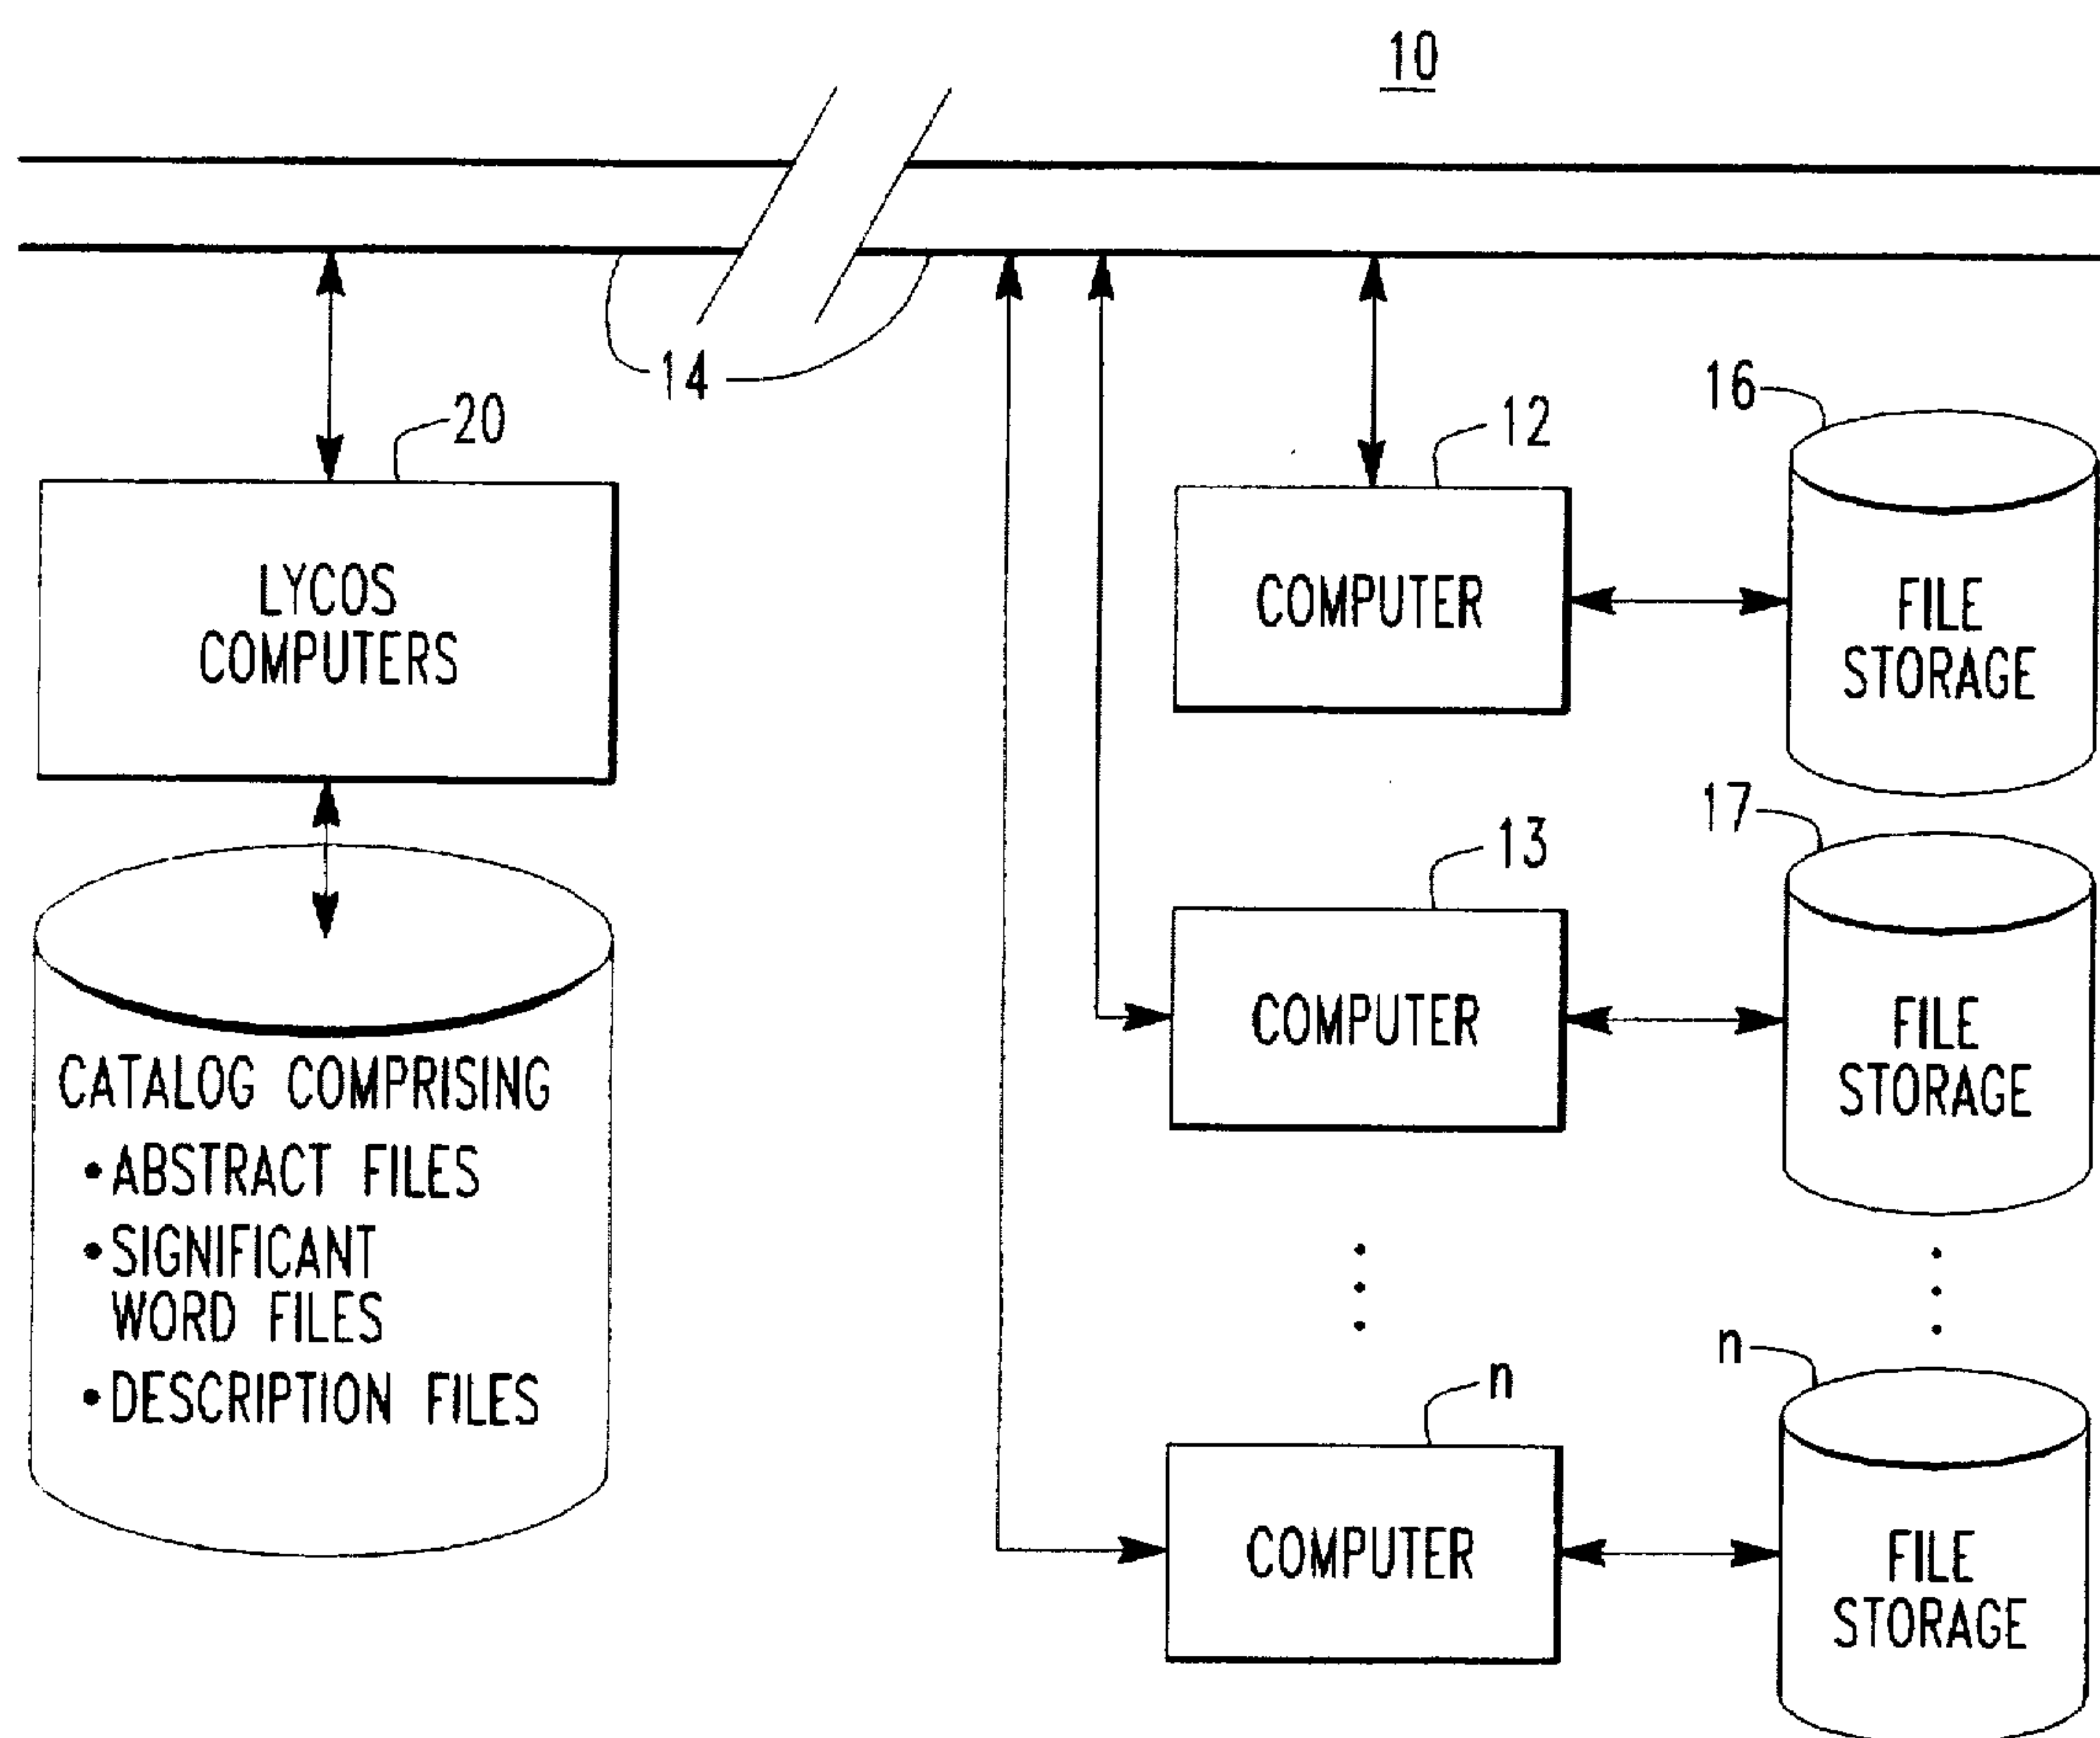 10
14
20
LYCOS
COMPUTERS
CATALOG COMPRISING
•ABSTRACT FILES
•SIGNIFICANT
WORD FILES
•DESCRIPTION FILES
12
COMPUTER
16
FILE
STORAGE
13
COMPUTER
17
FILE
STORAGE
n
COMPUTER
n
FILE
STORAGE